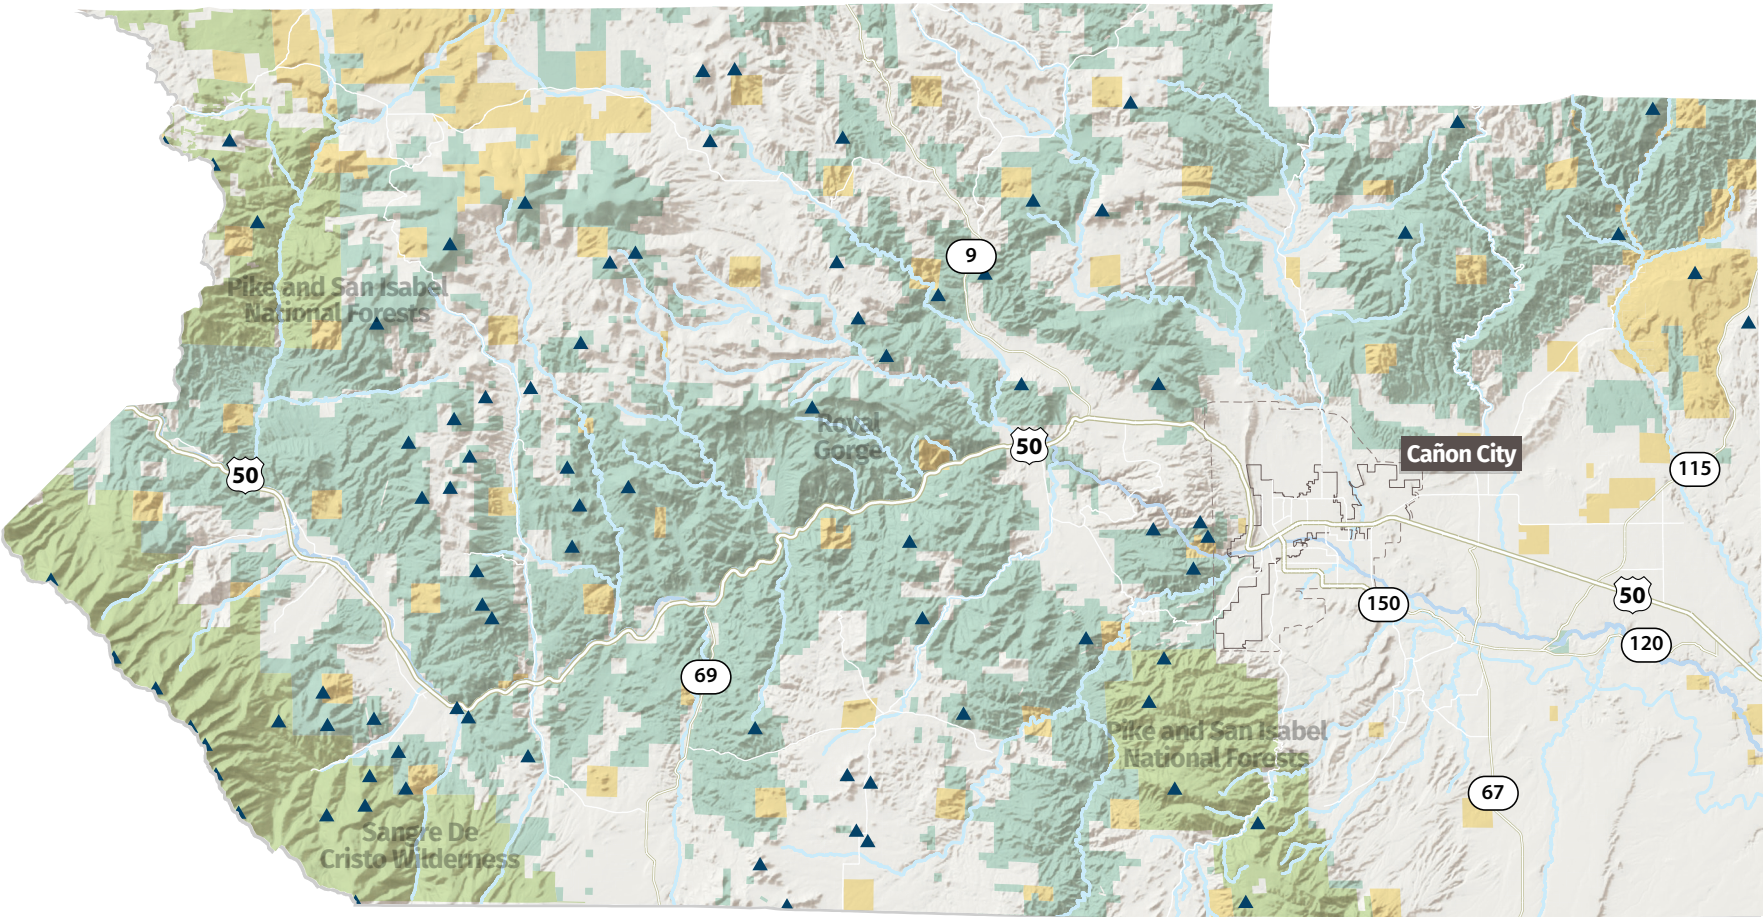 9
Pike and San Isabel
National Forests
Royal
Gorge
50
Cañon City
50
115
150
50
120
69
Pike and San Isabel
National Forests
67
Sangre De
Cristo Wilderness